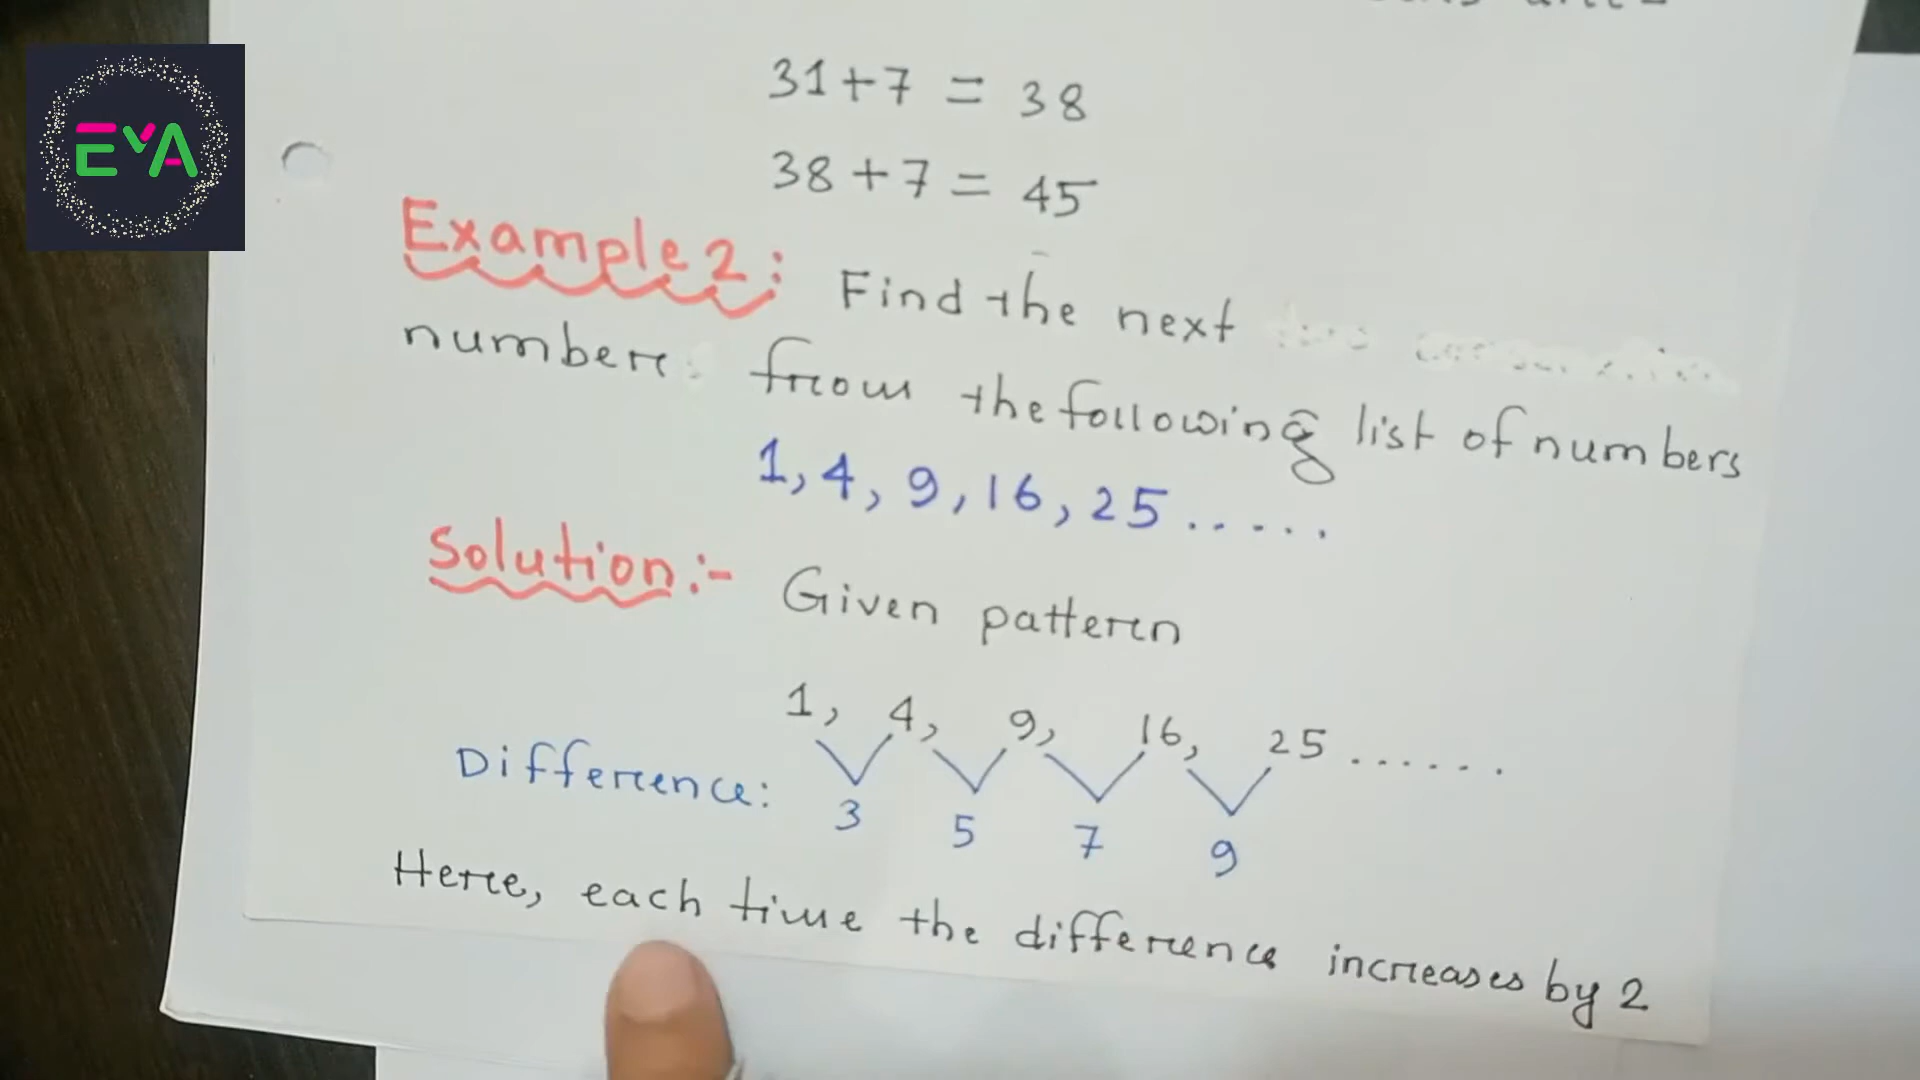 31+7 = 38
38+7 = 45
EYA
Example 2: Find the next
number from the following list of numbers
1, 4, 9, 16, 25.....
Solution:- Given pattern
1, 4, 9, 16, 25......
Difference: 3 5 7 9
Here, each time the difference increases by 2